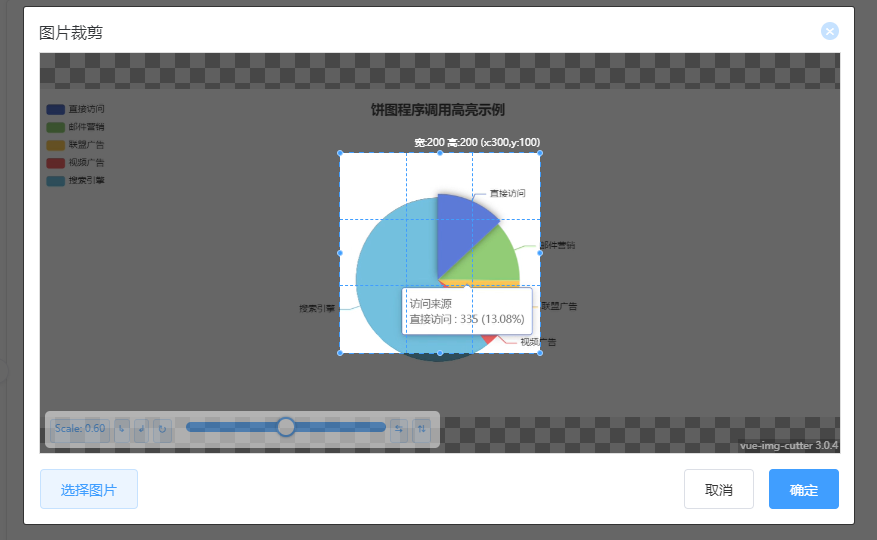 图片裁剪
直接访问
邮件营销
联盟广告
视频广告
搜索引擎
饼图程序调用高亮示例
宽:200 高:200 (x:300,y:100)
直接访问
邮件营销
访问来源
直接访问 : 335 (13.08%)
搜索引擎
联盟广告
视频广告
Scale: 0.60
vue-img-cutter 3.0.4
选择图片
取消
确定